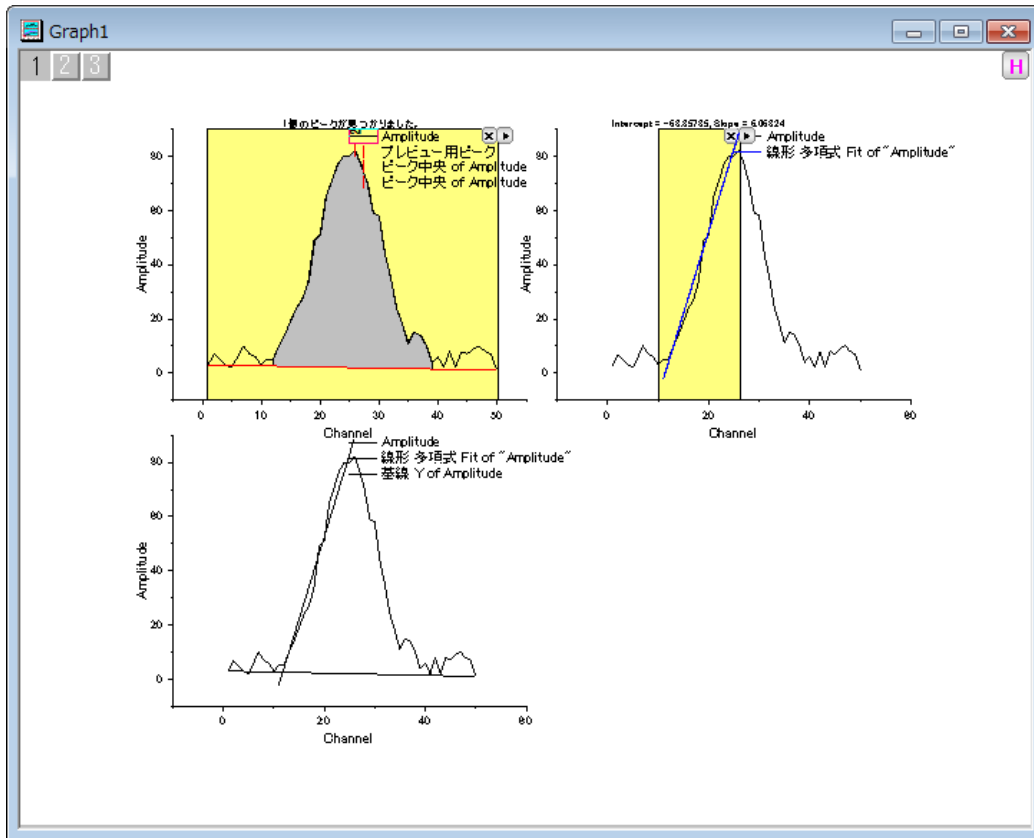 Graph1
1 2 3
H
1個のピークが見つかりました。
Amplitude
プレビュー用ピーク
ピーク中央 of Amplitude
ピーク中央 of Amplitude
80
60
40
20
0
Amplitude
0 10 20 30 40 50
Channel
Intercept = -68.85785, Slope = 6.06824
Amplitude
線形 多項式 Fit of "Amplitude"
80
60
40
20
0
Amplitude
0 20 40 60
Channel
Amplitude
線形 多項式 Fit of "Amplitude"
基線 Y of Amplitude
80
60
40
20
0
Amplitude
0 20 40 60
Channel